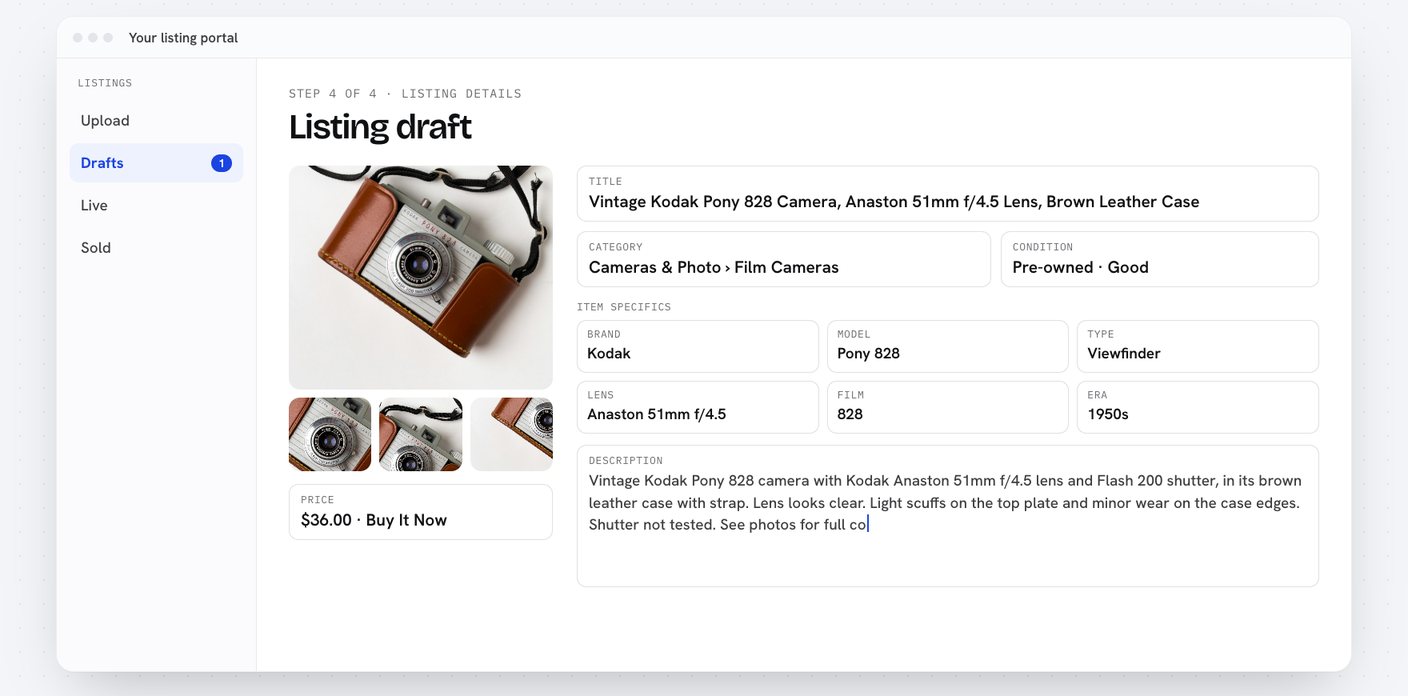 Your listing portal
LISTINGS
Upload
Drafts 1
Live
Sold
STEP 4 OF 4 · LISTING DETAILS
Listing draft
KODAK PONY 828 CAMERA
TITLE
Vintage Kodak Pony 828 Camera, Anaston 51mm f/4.5 Lens, Brown Leather Case
CATEGORY
Cameras & Photo › Film Cameras
CONDITION
Pre-owned · Good
ITEM SPECIFICS
BRAND
Kodak
MODEL
Pony 828
TYPE
Viewfinder
LENS
Anaston 51mm f/4.5
FILM
828
ERA
1950s
PRICE
$36.00 · Buy It Now
DESCRIPTION
Vintage Kodak Pony 828 camera with Kodak Anaston 51mm f/4.5 lens and Flash 200 shutter, in its brown
leather case with strap. Lens looks clear. Light scuffs on the top plate and minor wear on the case edges.
Shutter not tested. See photos for full co